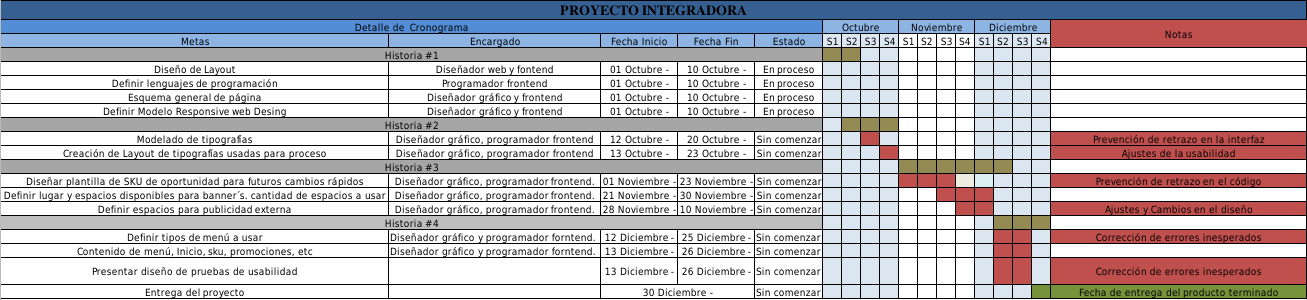 PROYECTO INTEGRADORA
Detalle de Cronograma Octubre Noviembre Diciembre Notas
Metas Encargado Fecha Inicio Fecha Fin Estado S1 S2 S3 S4 S1 S2 S3 S4 S1 S2 S3 S4
Historia #1
Diseño de Layout Diseñador web y fontend 01 Octubre - 10 Octubre - En proceso
Definir lenguajes de programación Programador frontend 01 Octubre - 10 Octubre - En proceso
Esquema general de página Diseñador gráfico y frontend 01 Octubre - 10 Octubre - En proceso
Definir Modelo Responsive web Desing Diseñador gráfico y frontend 01 Octubre - 10 Octubre - En proceso
Historia #2
Modelado de tipografías Diseñador gráfico, programador frontend 12 Octubre - 20 Octubre - Sin comenzar Prevención de retrazo en la interfaz
Creación de Layout de tipografías usadas para proceso Diseñador gráfico, programador frontend 13 Octubre - 23 Octubre - Sin comenzar Ajustes de la usabilidad
Historia #3
Diseñar plantilla de SKU de oportunidad para futuros cambios rápidos Diseñador gráfico, programador frontend. 01 Noviembre - 23 Noviembre - Sin comenzar Prevención de retrazo en el código
Definir lugar y espacios disponibles para banner´s. cantidad de espacios a usar Diseñador gráfico, programador frontend. 21 Noviembre - 30 Noviembre - Sin comenzar
Definir espacios para publicidad externa Diseñador gráfico, programador frontend. 28 Noviembre - 10 Noviembre - Sin comenzar Ajustes y Cambios en el diseño
Historia #4
Definir tipos de menú a usar Diseñador gráfico y programador forntend. 12 Diciembre - 25 Diciembre - Sin comenzar Corrección de errores inesperados
Contenido de menú, Inicio, sku, promociones, etc Diseñador gráfico y programador forntend. 13 Diciembre - 26 Diciembre - Sin comenzar
Presentar diseño de pruebas de usabilidad 13 Diciembre - 26 Diciembre - Sin comenzar Corrección de errores inesperados
Entrega del proyecto 30 Diciembre - Sin comenzar Fecha de entrega del producto terminado